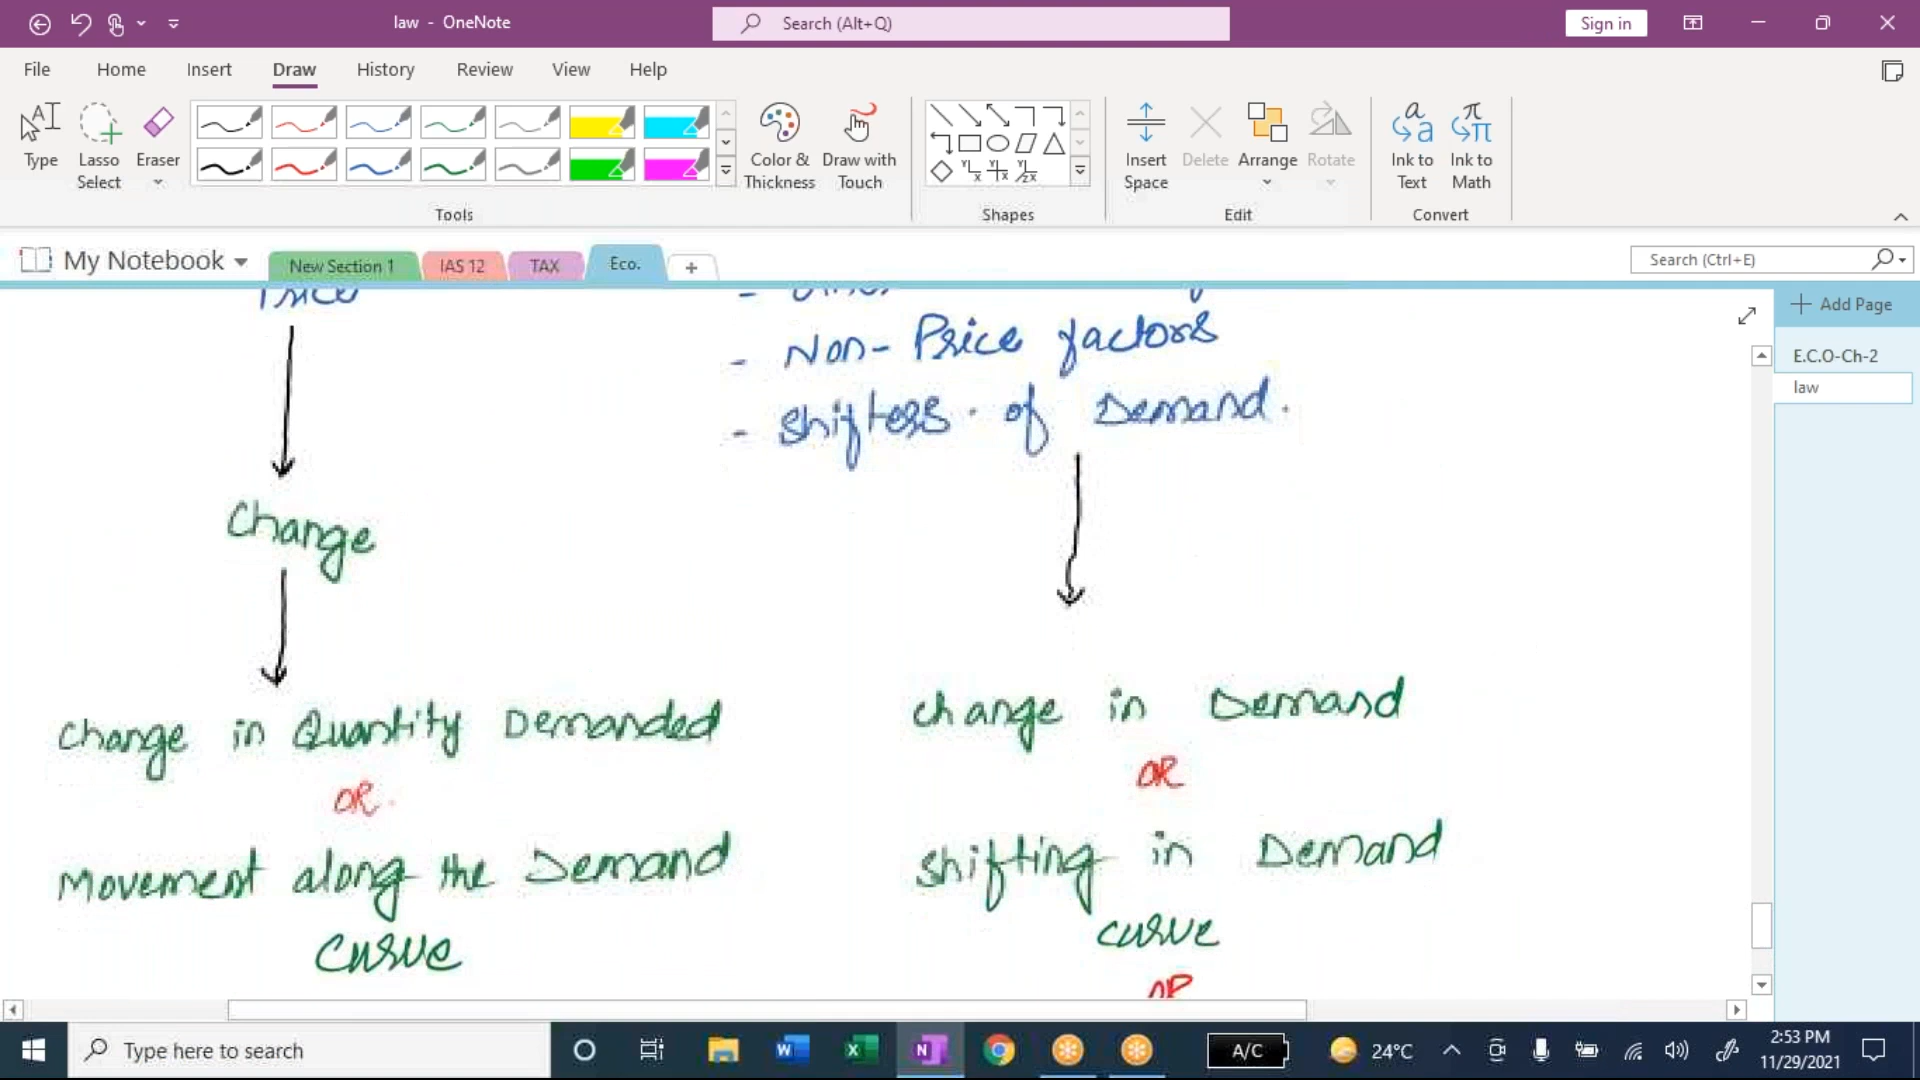 law - OneNote
Search (Alt+Q)
Sign in
File Home Insert Draw History Review View Help
Type
Lasso Select
Eraser
Color & Thickness
Draw with Touch
Insert Space
Delete
Arrange
Rotate
Ink to Text
Ink to Math
Tools
Shapes
Edit
Convert
My Notebook
New Section 1
IAS 12
TAX
Eco.
Search (Ctrl+E)
Add Page
E.C.O-Ch-2
law
Price
- Non-Price factors
- Shifters of Demand.
Change
Change in Quantity Demanded
OR
Movement along the Demand
Curve
change in Demand
OR
Shifting in Demand
curve
OR
Type here to search
A/C
24°C
2:53 PM
11/29/2021